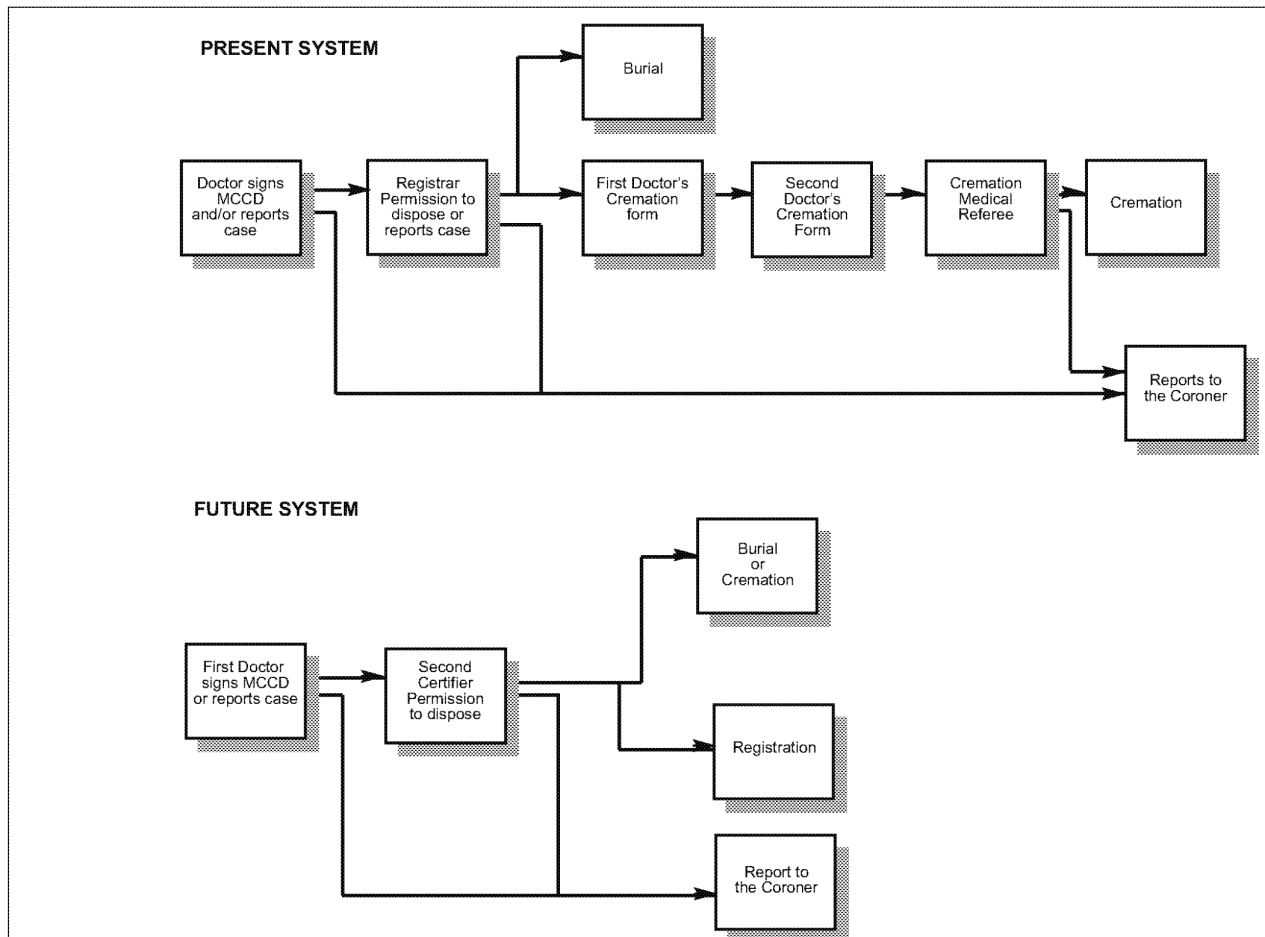 PRESENT SYSTEM
Burial
Doctor signs
MCCD
and/or reports
case
Registrar
Permission to
dispose or
reports case
First Doctor's
Cremation
form
Second
Doctor's
Cremation
Form
Cremation
Medical
Referee
Cremation
Reports to
the Coroner
FUTURE SYSTEM
Burial
or
Cremation
First Doctor
signs MCCD
or reports case
Second
Certifier
Permission
to dispose
Registration
Report to
the Coroner